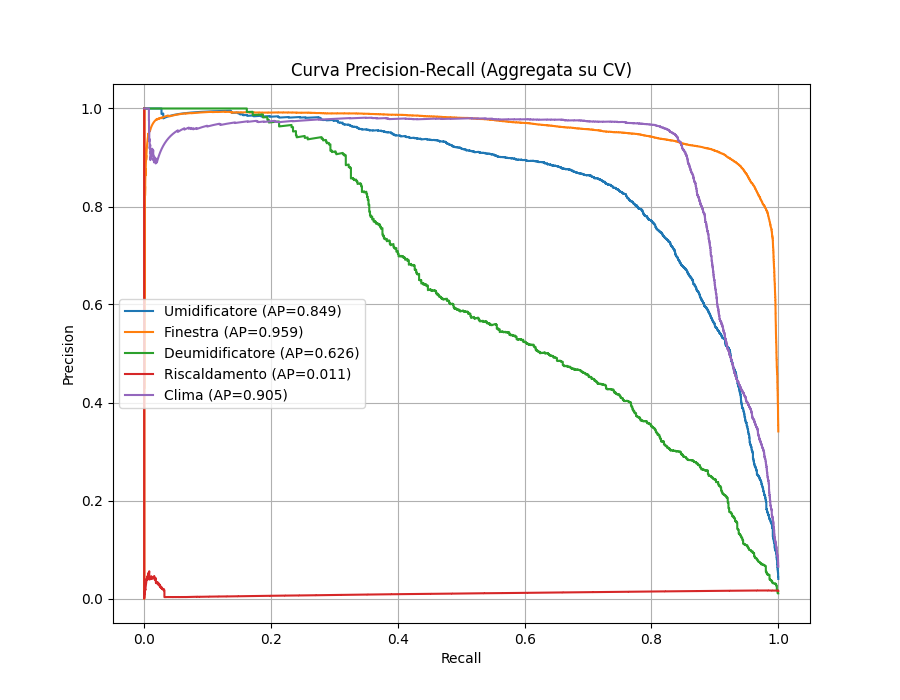 Curva Precision-Recall (Aggregata su CV)
1.0
0.8
0.6
0.4
0.2
0.0
Precision
Umidificatore (AP=0.849)
Finestra (AP=0.959)
Deumidificatore (AP=0.626)
Riscaldamento (AP=0.011)
Clima (AP=0.905)
0.0 0.2 0.4 0.6 0.8 1.0
Recall